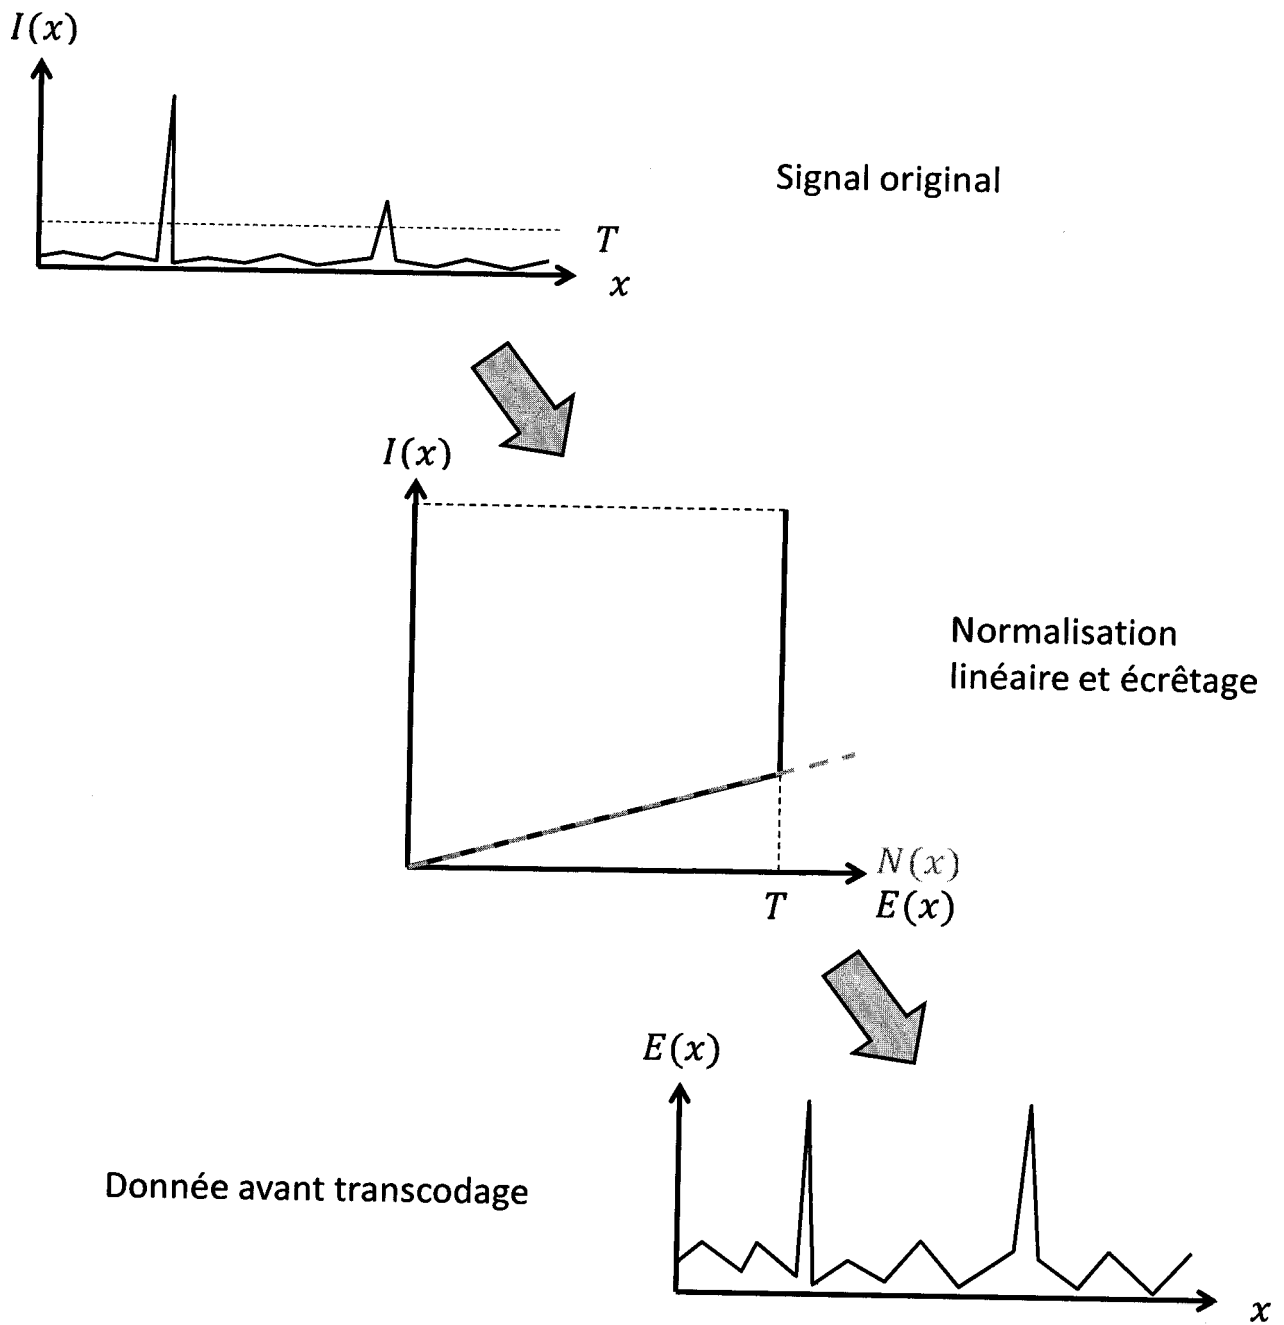 I(x)
Signal original
T
x
I(x)
Normalisation
linéaire et écrêtage
N(x)
T
E(x)
E(x)
Donnée avant transcodage
x